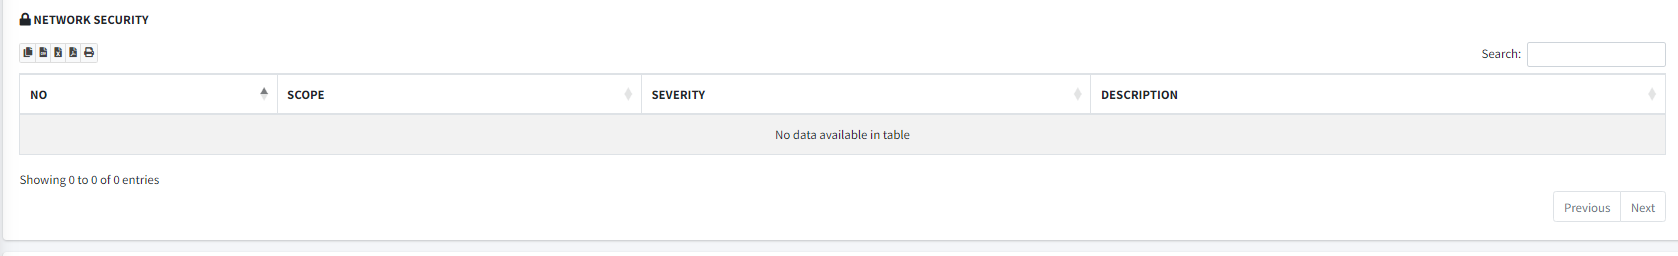 NETWORK SECURITY
Search:
NO SCOPE SEVERITY DESCRIPTION
No data available in table
Showing 0 to 0 of 0 entries
Previous Next